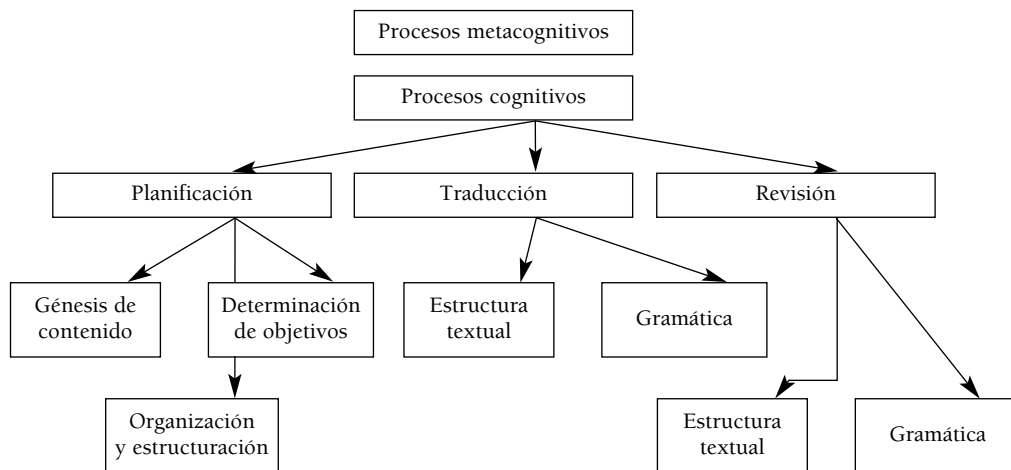 Procesos metacognitivos
Procesos cognitivos
Planificación
Traducción
Revisión
Génesis de
contenido
Determinación
de objetivos
Estructura
textual
Gramática
Organización
y estructuración
Estructura
textual
Gramática